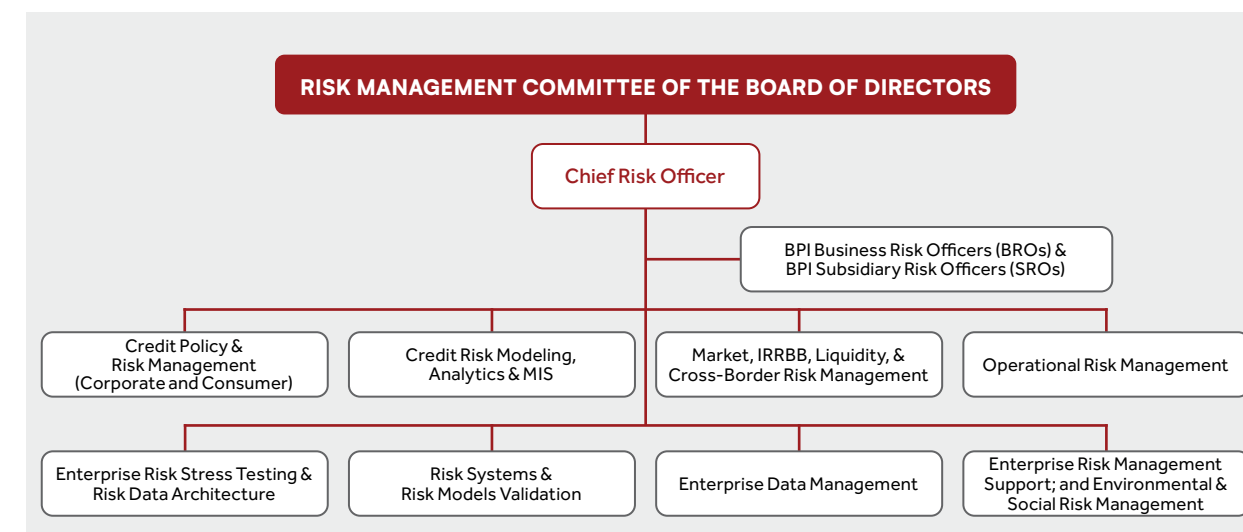 RISK MANAGEMENT COMMITTEE OF THE BOARD OF DIRECTORS
Chief Risk Officer
BPI Business Risk Officers (BROs) &
BPI Subsidiary Risk Officers (SROs)
Credit Policy &
Risk Management
(Corporate and Consumer)
Credit Risk Modeling,
Analytics & MIS
Market, IRRBB, Liquidity, &
Cross-Border Risk Management
Operational Risk Management
Enterprise Risk Stress Testing &
Risk Data Architecture
Risk Systems &
Risk Models Validation
Enterprise Data Management
Enterprise Risk Management
Support; and Environmental &
Social Risk Management